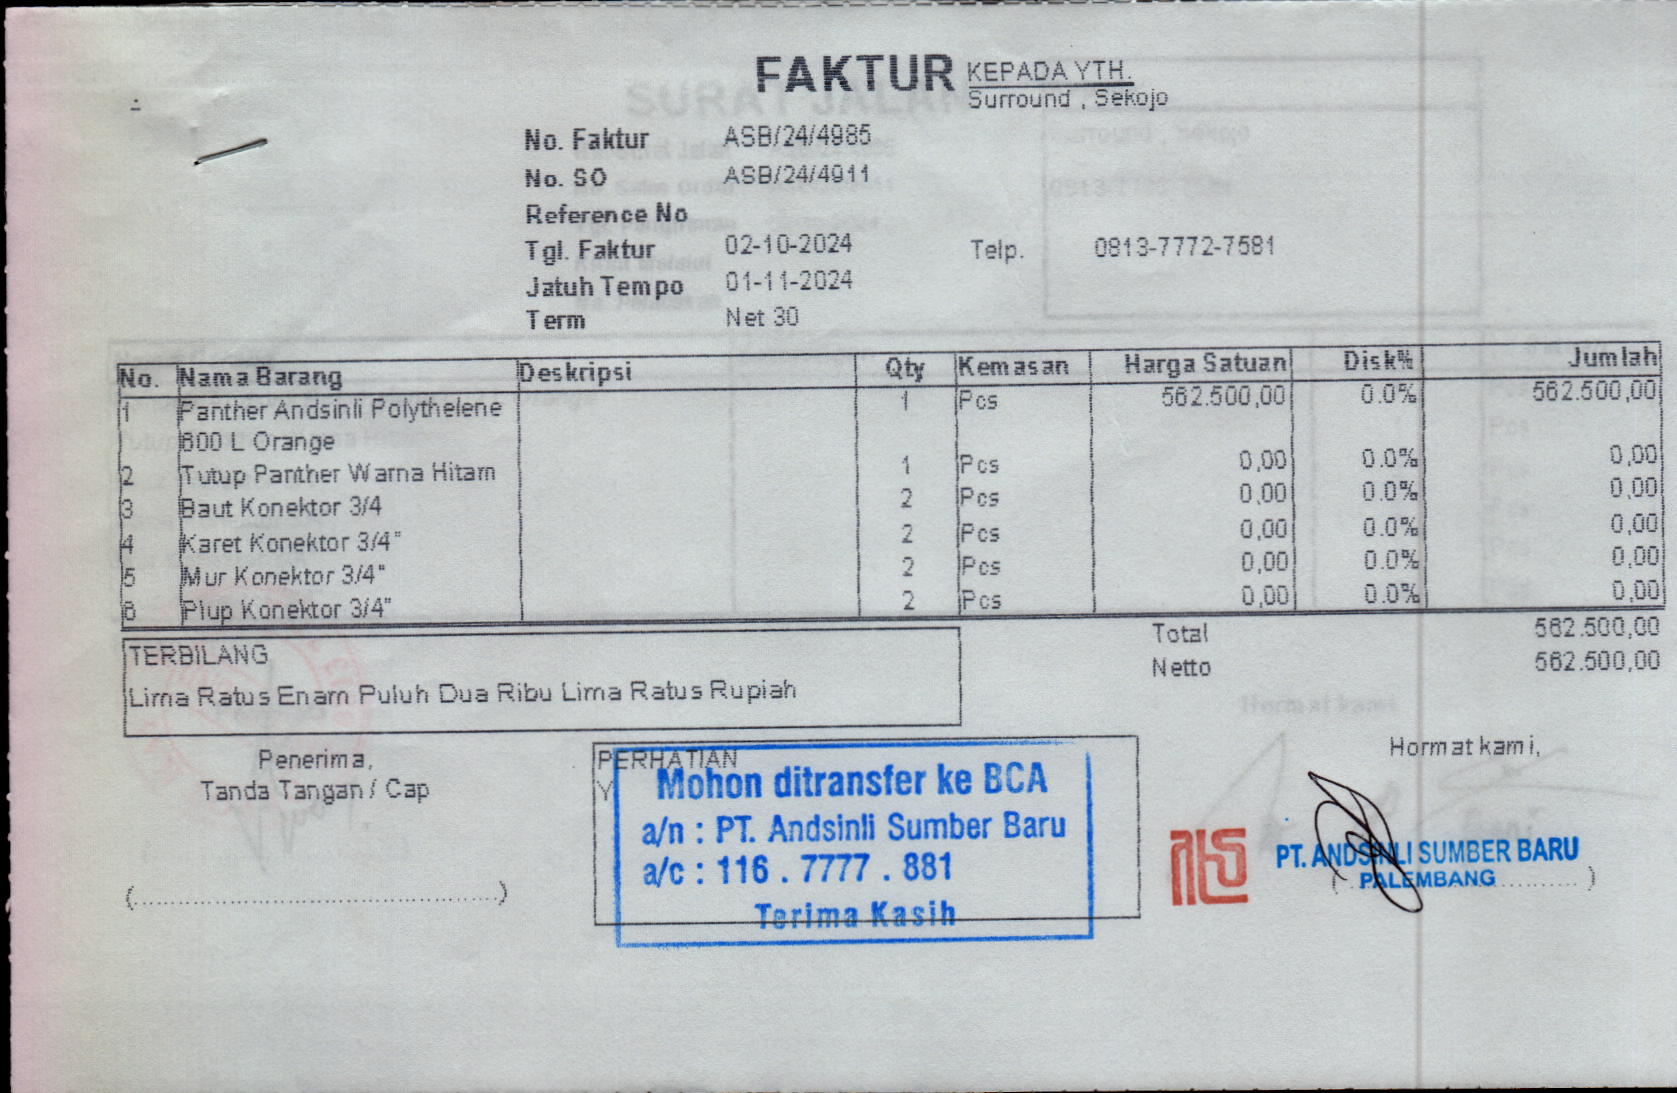 FAKTUR
KEPADA YTH.
Surround , Sekojo
No. Faktur ASB/24/4985
No. SO ASB/24/4911
Reference No
Tgl. Faktur 02-10-2024 Telp. 0813-7772-7581
Jatuh Tempo 01-11-2024
Term Net 30
No. Nama Barang Deskripsi Qty Kemasan Harga Satuan Disk% Jumlah
1 Panther Andsinli Polythelene 1 Pcs 562.500,00 0.0% 562.500,00
600 L Orange
2 Tutup Panther Warna Hitam 1 Pcs 0,00 0.0% 0,00
3 Baut Konektor 3/4 2 Pcs 0,00 0.0% 0,00
4 Karet Konektor 3/4" 2 Pcs 0,00 0.0% 0,00
5 Mur Konektor 3/4" 2 Pcs 0,00 0.0% 0,00
6 Plup Konektor 3/4" 2 Pcs 0,00 0.0% 0,00
Total 562.500,00
Netto 562.500,00
TERBILANG
Lima Ratus Enam Puluh Dua Ribu Lima Ratus Rupiah
Penerima,
Tanda Tangan / Cap
(................................................)
PERHATIAN
Y
Mohon ditransfer ke BCA
a/n : PT. Andsinli Sumber Baru
a/c : 116 . 7777 . 881
Terima Kasih
Hormat kami,
PT. ANDSINLI SUMBER BARU
PALEMBANG